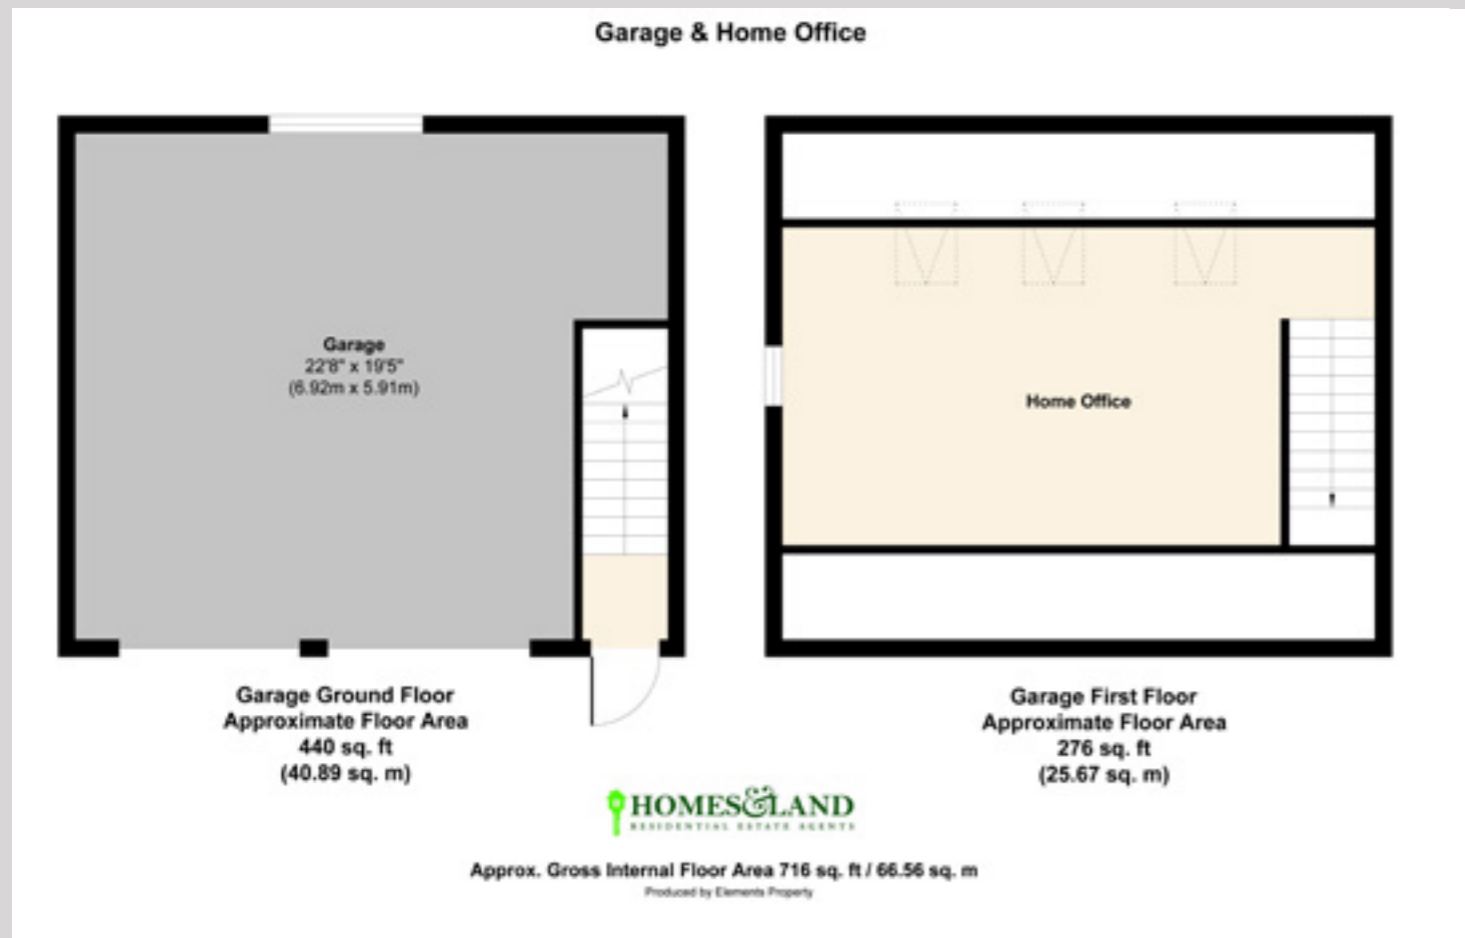 Garage & Home Office
Garage
22'8" x 19'5"
(6.92m x 5.91m)
Home Office
Garage Ground Floor
Approximate Floor Area
440 sq. ft
(40.89 sq. m)
Garage First Floor
Approximate Floor Area
276 sq. ft
(25.67 sq. m)
HOMES&LAND
RESIDENTIAL ESTATE AGENTS
Approx. Gross Internal Floor Area 716 sq. ft / 66.56 sq. m
Produced by Elements Property